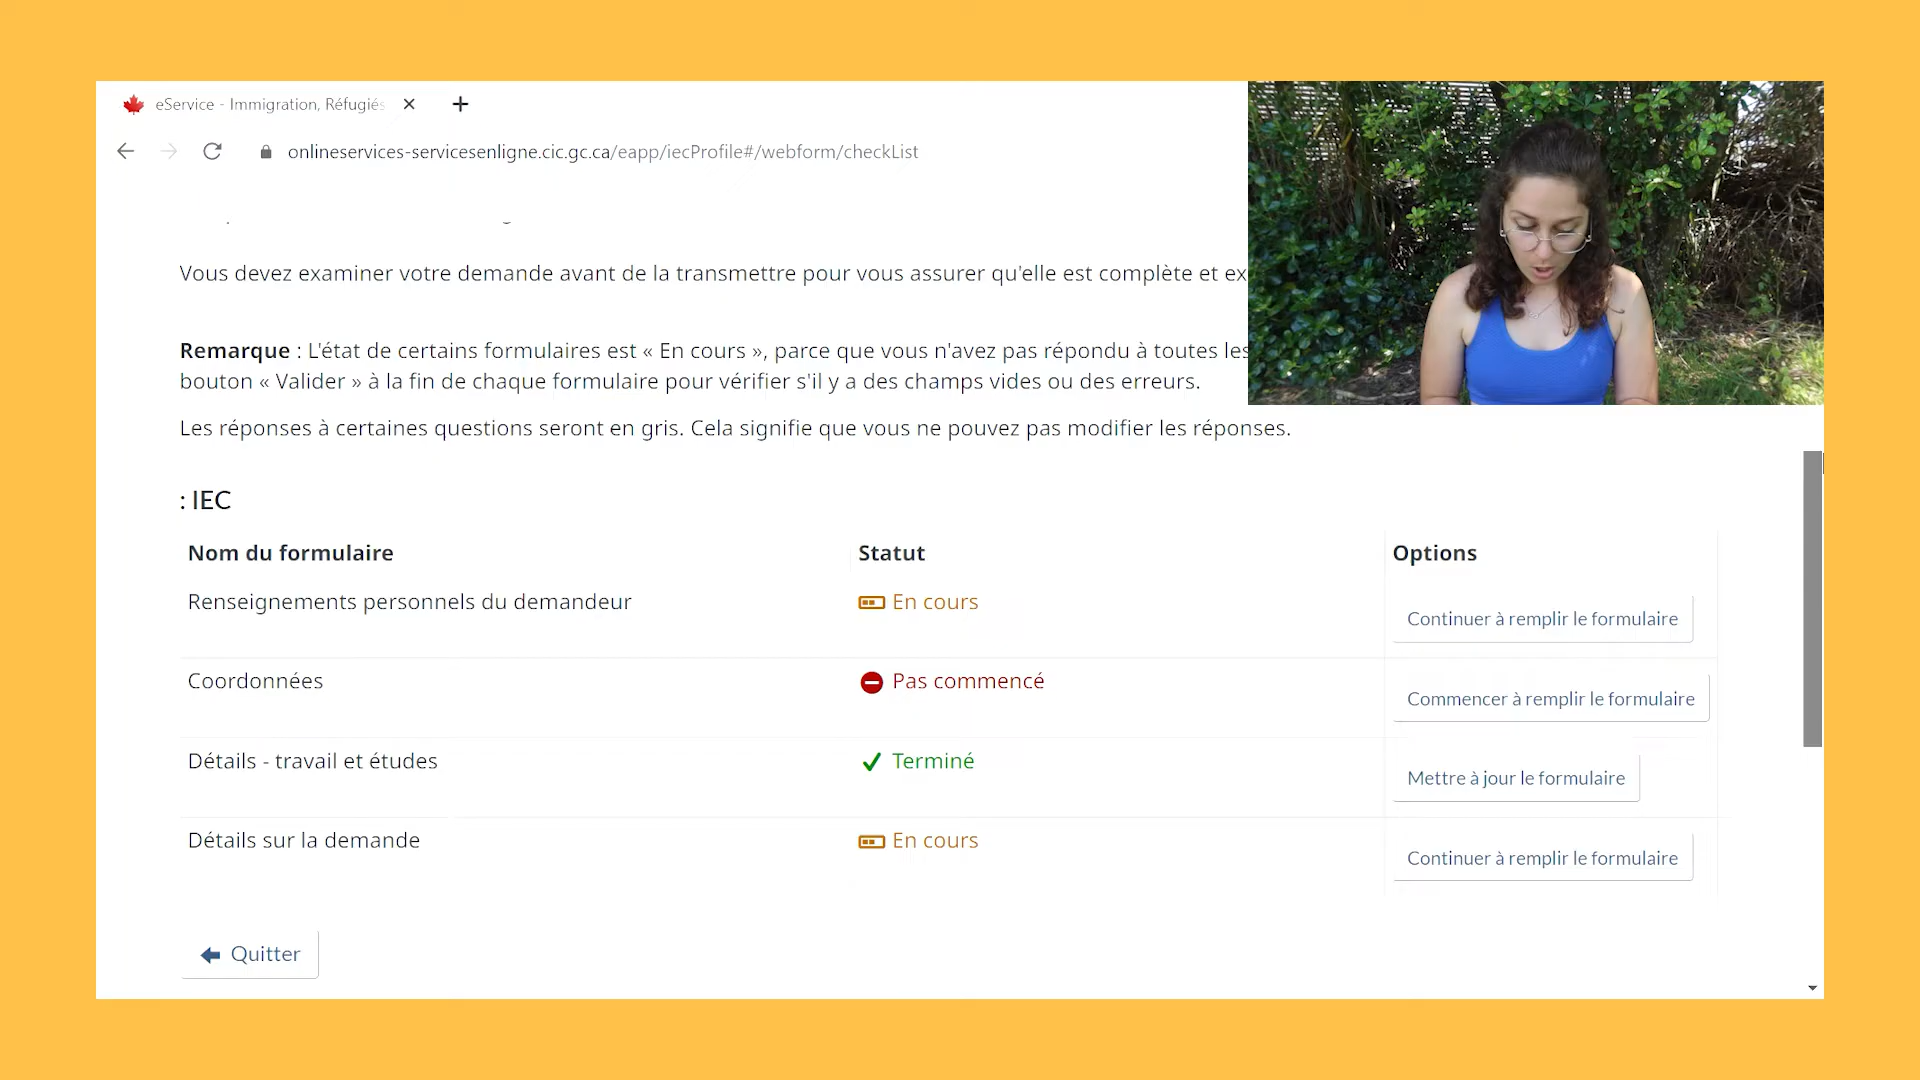 eService - Immigration, Réfugiés
onlineservices-servicesenligne.cic.gc.ca/eapp/iecProfile#/webform/checkList
Vous devez examiner votre demande avant de la transmettre pour vous assurer qu'elle est complète et ex
Remarque : L'état de certains formulaires est « En cours », parce que vous n'avez pas répondu à toutes les
bouton « Valider » à la fin de chaque formulaire pour vérifier s'il y a des champs vides ou des erreurs.
Les réponses à certaines questions seront en gris. Cela signifie que vous ne pouvez pas modifier les réponses.
: IEC
Nom du formulaire Statut Options
Renseignements personnels du demandeur En cours Continuer à remplir le formulaire
Coordonnées Pas commencé Commencer à remplir le formulaire
Détails - travail et études Terminé Mettre à jour le formulaire
Détails sur la demande En cours Continuer à remplir le formulaire
Quitter